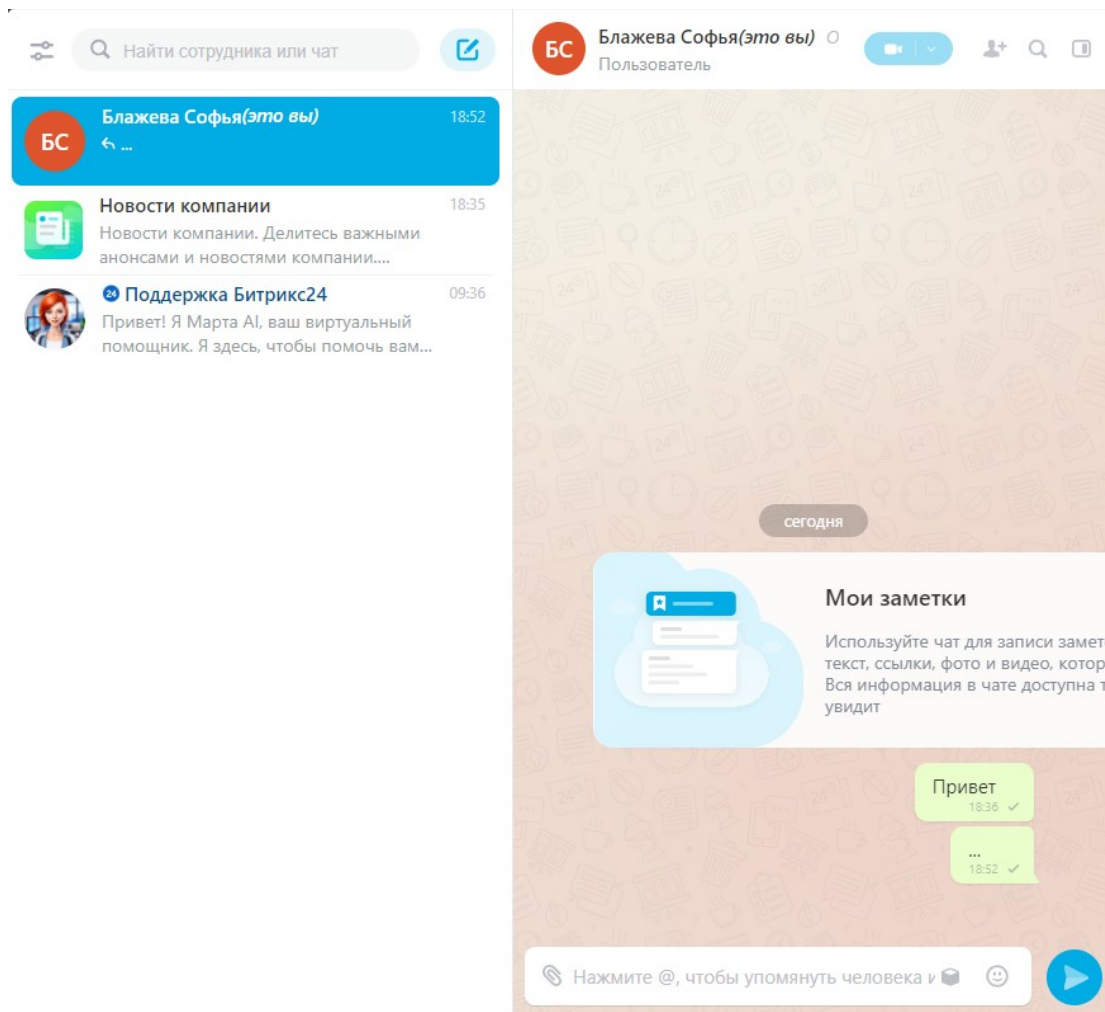 Найти сотрудника или чат
БС
Блажева Софья(это вы)
18:52
...
Новости компании
18:35
Новости компании. Делитесь важными
анонсами и новостями компании....
24 Поддержка Битрикс24
09:36
Привет! Я Марта AI, ваш виртуальный
помощник. Я здесь, чтобы помочь вам...
БС
Блажева Софья(это вы)
Пользователь
сегодня
Мои заметки
Используйте чат для записи замет
текст, ссылки, фото и видео, котор
Вся информация в чате доступна т
увидит
Привет
18:36
...
18:52
Нажмите @, чтобы упомянуть человека и